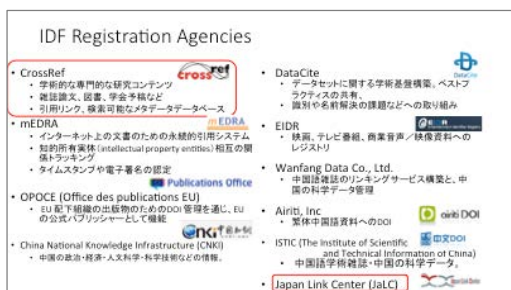 IDF Registration Agencies
• CrossRef
crossref
• 学術的な専門的な研究コンテンツ
• 雑誌論文、図書、学会予稿など
• 引用リンク、検索可能なメタデータデータベース
• mEDRA
mEDRA
• インターネット上の文書のための永続的引用システム
• 知的所有実体(intellectual property entities)相互の関
係トラッキング
• タイムスタンプや電子署名の認定
Publications Office
• OPOCE (Office des publications EU)
• EU 配下組織の出版物のためのDOI 管理を通じ、EU
の公式パブリッシャーとして機能
CNKI 中国知网
• China National Knowledge Infrastructure (CNKI)
• 中国の政治・経済・人文科学・科学技術などの情報。
• DataCite
DataCite
• データセットに関する学術基盤構築。ベストプ
ラクティスの共有、
• 識別や名前解決の課題などへの取り組み
• EIDR
EIDR
• 映画、テレビ番組、商業音声／映像資料への
レジストリ
• Wanfang Data Co., Ltd.
• 中国語雑誌のリンキングサービス構築と、中
国の科学データ管理
• Airiti, Inc
airiti DOI
• 繁体中国語資料へのDOI
• ISTIC (The Institute of Scientific
and Technical Information of China)
中文DOI
• 中国語学術雑誌・中国の科学データ。
• Japan Link Center (JaLC)
Japan Link Center